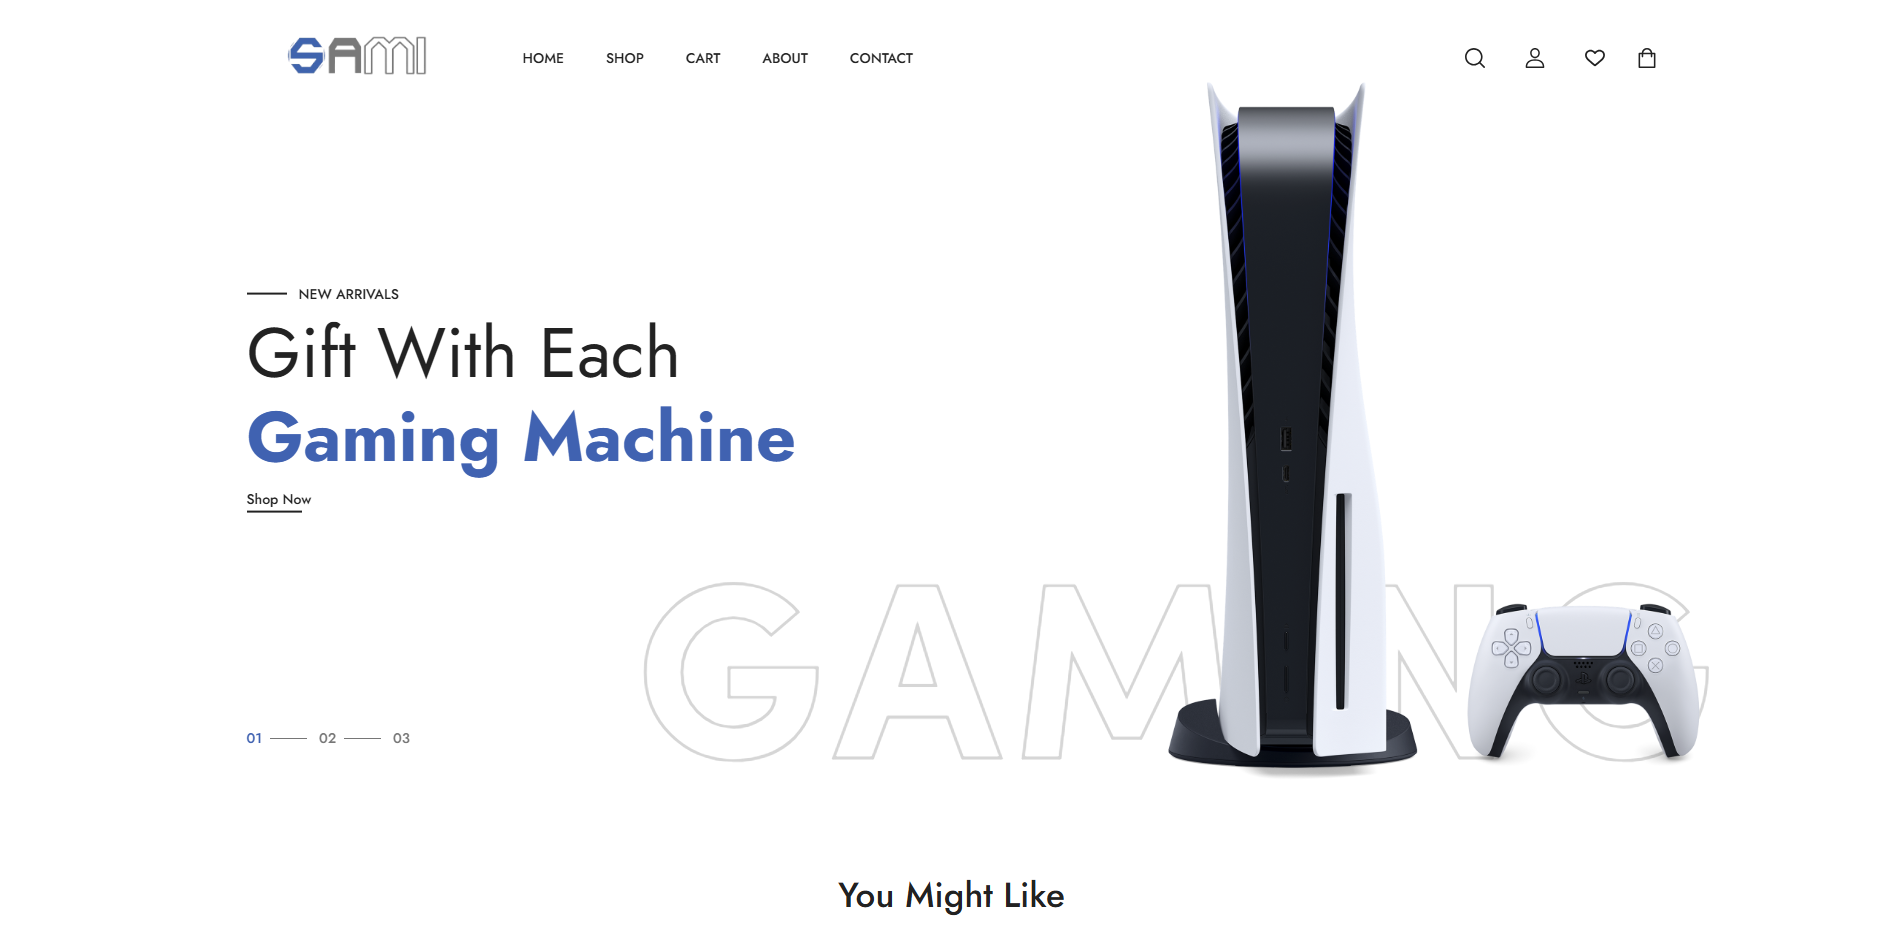 SAMI
HOME SHOP CART ABOUT CONTACT
NEW ARRIVALS
Gift With Each
Gaming Machine
Shop Now
GAMING
01 02 03
You Might Like